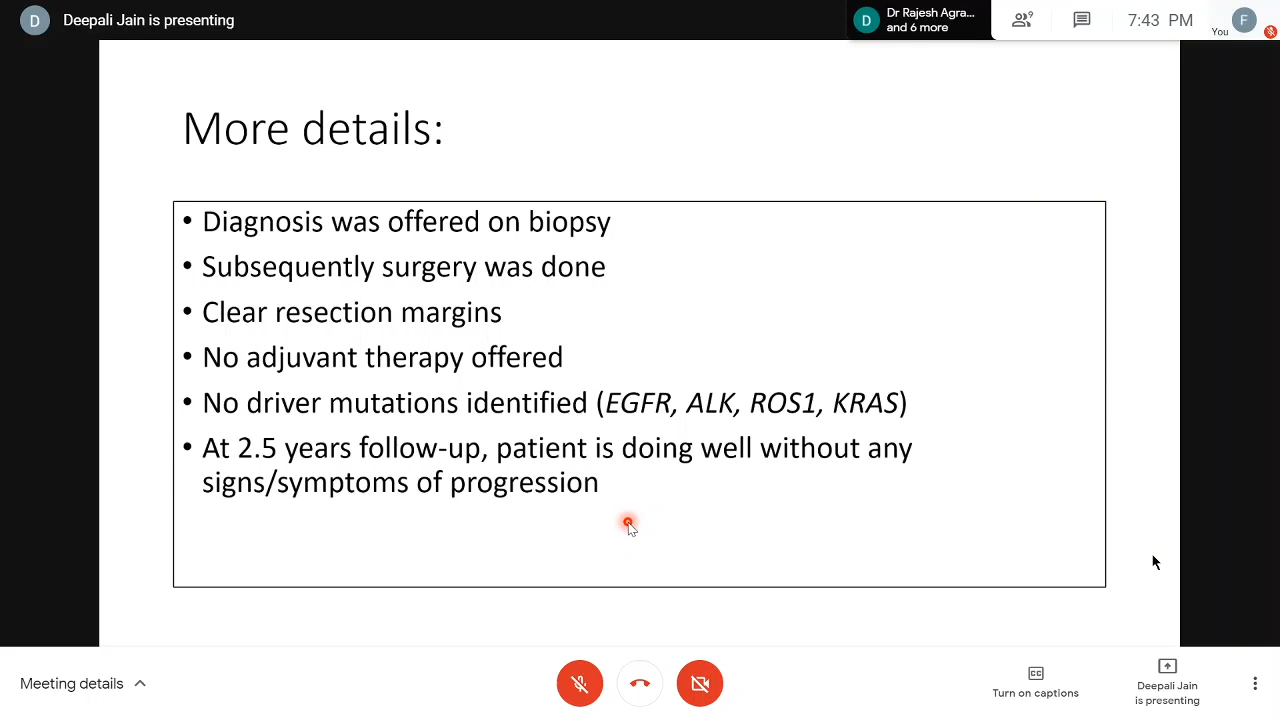 D
Deepali Jain is presenting
D
Dr Rajesh Agra...
and 6 more
9
7:43 PM
You
F
More details:
• Diagnosis was offered on biopsy
• Subsequently surgery was done
• Clear resection margins
• No adjuvant therapy offered
• No driver mutations identified (EGFR, ALK, ROS1, KRAS)
• At 2.5 years follow-up, patient is doing well without any
signs/symptoms of progression
Meeting details
CC
Turn on captions
Deepali Jain
is presenting